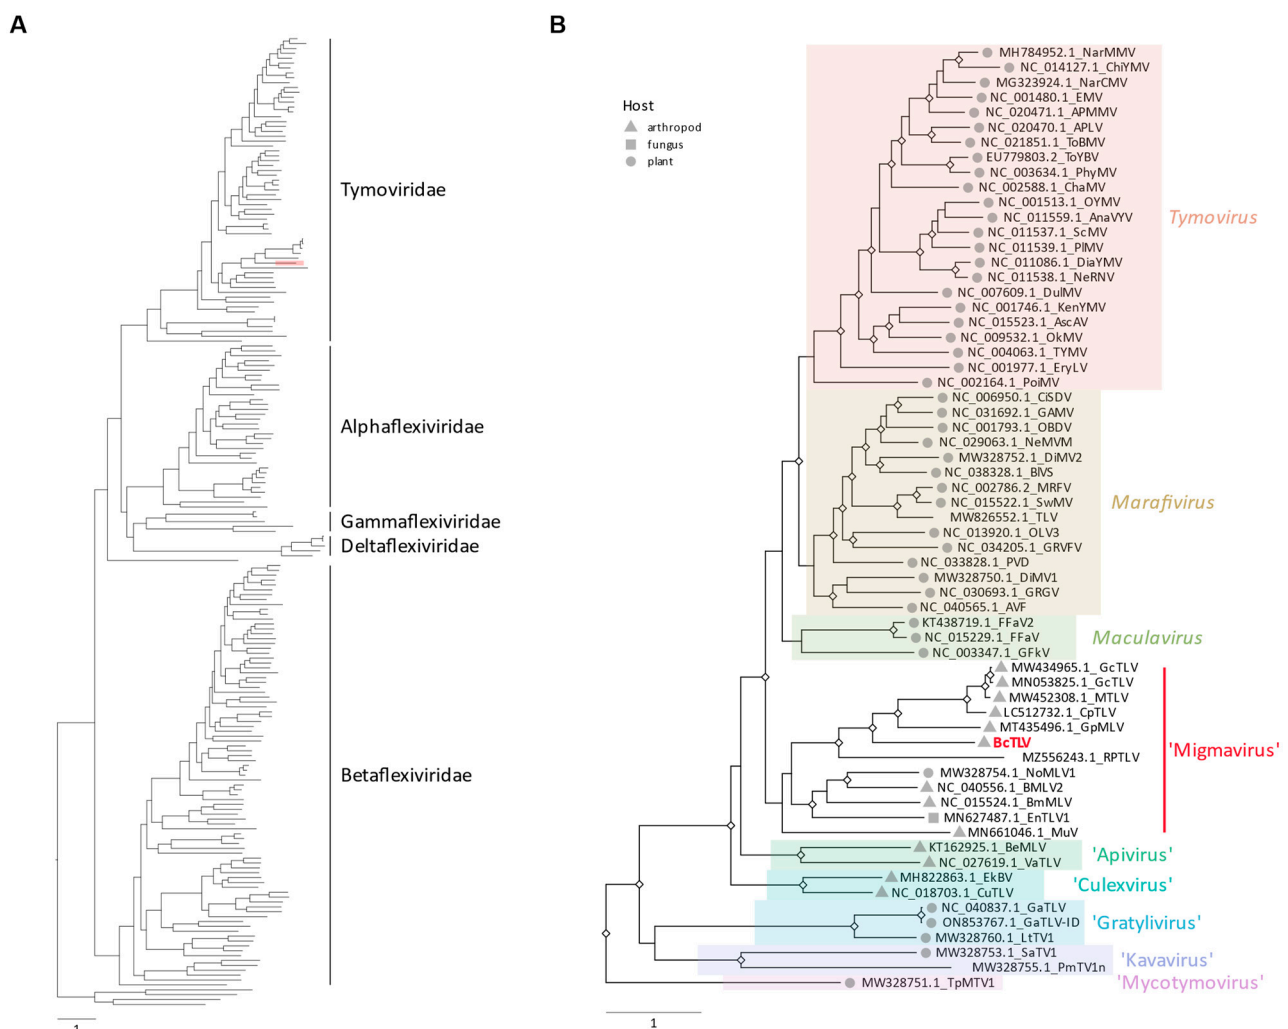 A
Tymoviridae
Alphaflexiviridae
Gammaflexiviridae
Deltaflexiviridae
Betaflexiviridae
1
B
Host
arthropod
fungus
plant
MH784952.1_NarMMV
NC_014127.1_ChiYMV
MG323924.1_NarCMV
NC_001480.1_EMV
NC_020471.1_APMMV
NC_020470.1_APLV
NC_021851.1_ToBMV
EU779803.2_ToYBV
NC_003634.1_PhyMV
NC_002588.1_ChaMV
NC_001513.1_OYMV
NC_011559.1_AnaVYV
NC_011537.1_ScMV
NC_011539.1_PlMV
NC_011086.1_DiaYMV
NC_011538.1_NeRNV
NC_007609.1_DulMV
NC_001746.1_KenYMV
NC_015523.1_AscAV
NC_009532.1_OkMV
NC_004063.1_TYMV
NC_001977.1_EryLV
NC_002164.1_PoiMV
Tymovirus
NC_006950.1_CiSDV
NC_031692.1_GAMV
NC_001793.1_OBDV
NC_029063.1_NeMVM
MW328752.1_DiMV2
NC_038328.1_BlVS
NC_002786.2_MRFV
NC_015522.1_SwMV
MW826552.1_TLV
NC_013920.1_OLV3
NC_034205.1_GRVFV
NC_033828.1_PVD
MW328750.1_DiMV1
NC_030693.1_GRGV
NC_040565.1_AVF
Marafivirus
KT438719.1_FFaV2
NC_015229.1_FFaV
NC_003347.1_GFkV
Maculavirus
MW434965.1_GcTLV
MN053825.1_GcTLV
MW452308.1_MTLV
LC512732.1_CpTLV
MT435496.1_GpMLV
BcTLV
MZ556243.1_RPTLV
MW328754.1_NoMLV1
NC_040556.1_BMLV2
NC_015524.1_BmMLV
MN627487.1_EnTLV1
MN661046.1_MuV
'Migmavirus'
KT162925.1_BeMLV
NC_027619.1_VaTLV
'Apivirus'
MH822863.1_EkBV
NC_018703.1_CuTLV
'Culexvirus'
NC_040837.1_GaTLV
ON853767.1_GaTLV-ID
MW328760.1_LtTV1
'Gratylivirus'
MW328753.1_SaTV1
MW328755.1_PmTV1n
'Kavavirus'
MW328751.1_TpMTV1
'Mycotymovirus'
1